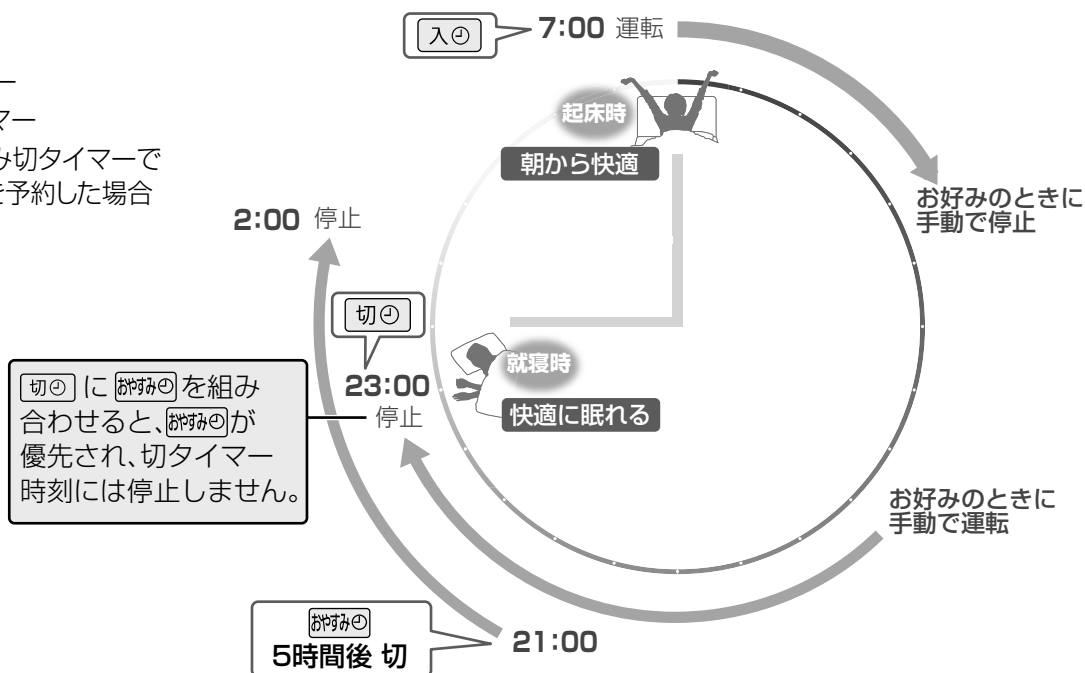 入
7:00 運転
ー
マー
み切タイマーで
を予約した場合
起床時
朝から快適
お好みのときに
手動で停止
2:00 停止
切
23:00
停止
就寝時
快適に眠れる
切 に おやすみ を組み
合わせると、おやすみ が
優先され、切タイマー
時刻には停止しません。
お好みのときに
手動で運転
おやすみ
5時間後 切
21:00